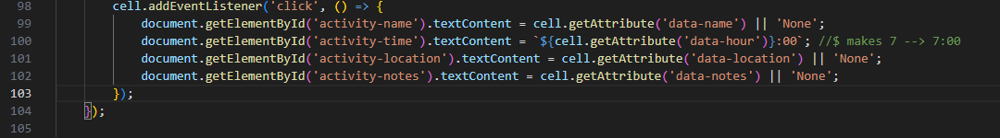 98 cell.addEventListener('click', () => {
99 document.getElementById('activity-name').textContent = cell.getAttribute('data-name') || 'None';
100 document.getElementById('activity-time').textContent = `${cell.getAttribute('data-hour')}:00`; //$ makes 7 --> 7:00
101 document.getElementById('activity-location').textContent = cell.getAttribute('data-location') || 'None';
102 document.getElementById('activity-notes').textContent = cell.getAttribute('data-notes') || 'None';
103 });
104 });
105